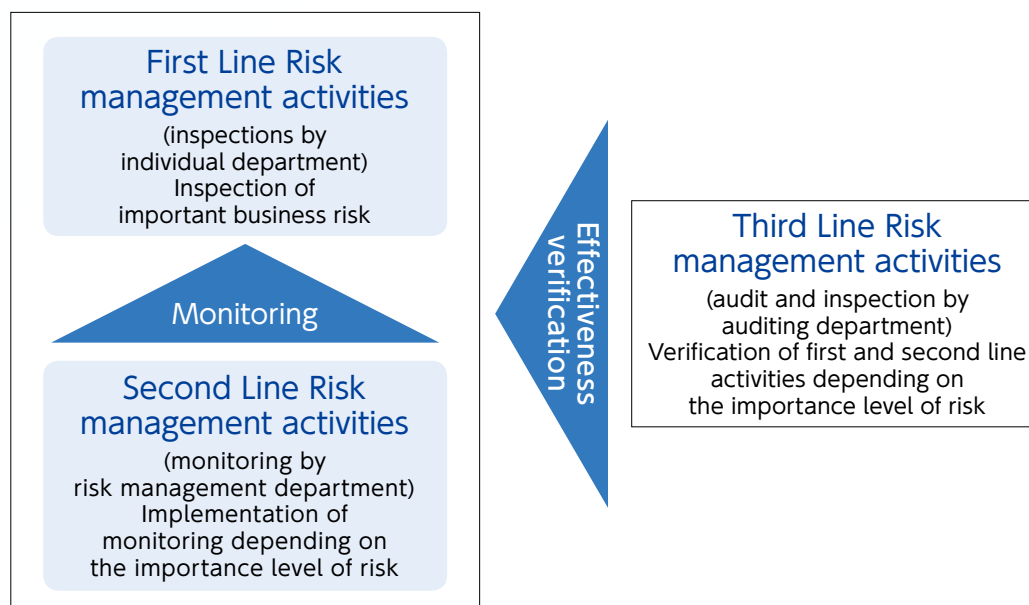 First Line Risk
management activities
(inspections by
individual department)
Inspection of
important business risk
Monitoring
Second Line Risk
management activities
(monitoring by
risk management department)
Implementation of
monitoring depending on
the importance level of risk
Effectiveness
verification
Third Line Risk
management activities
(audit and inspection by
auditing department)
Verification of first and second line
activities depending on
the importance level of risk